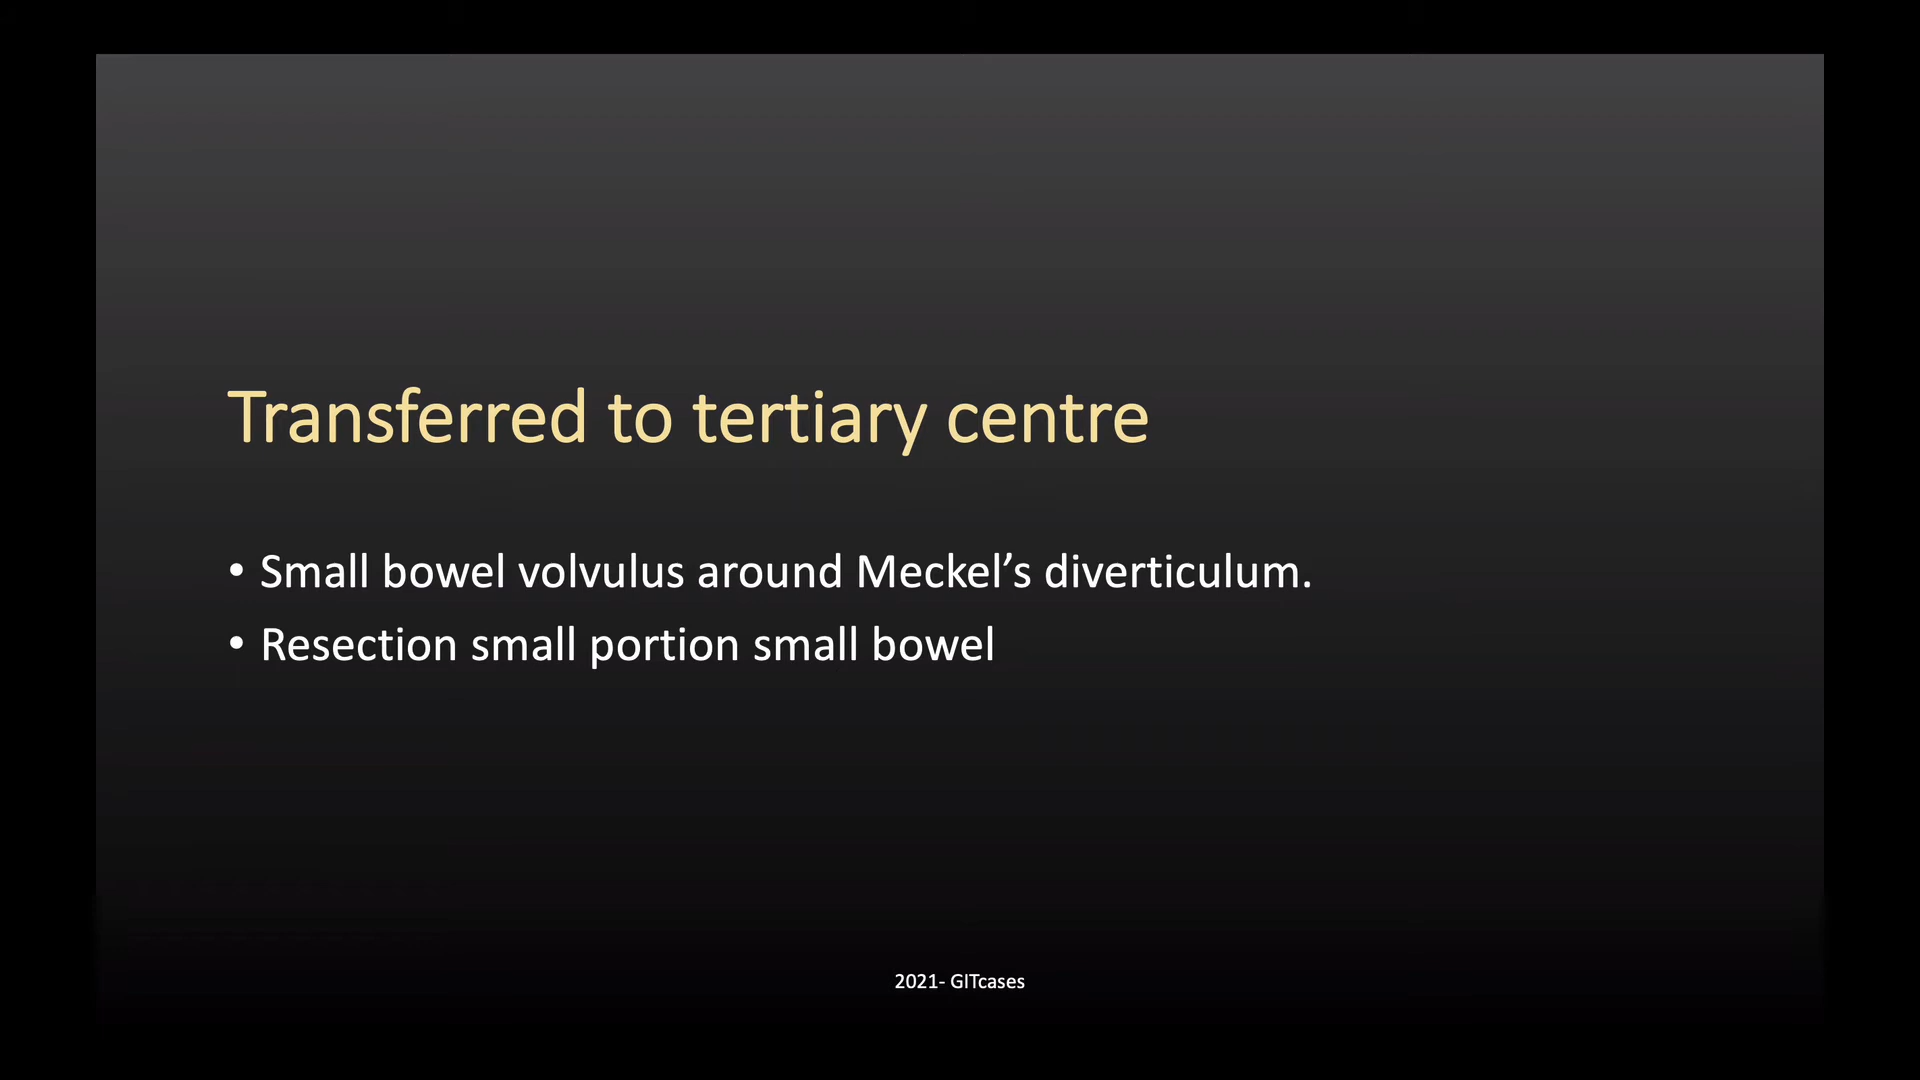 Transferred to tertiary centre
• Small bowel volvulus around Meckel’s diverticulum.
• Resection small portion small bowel
2021- GITcases